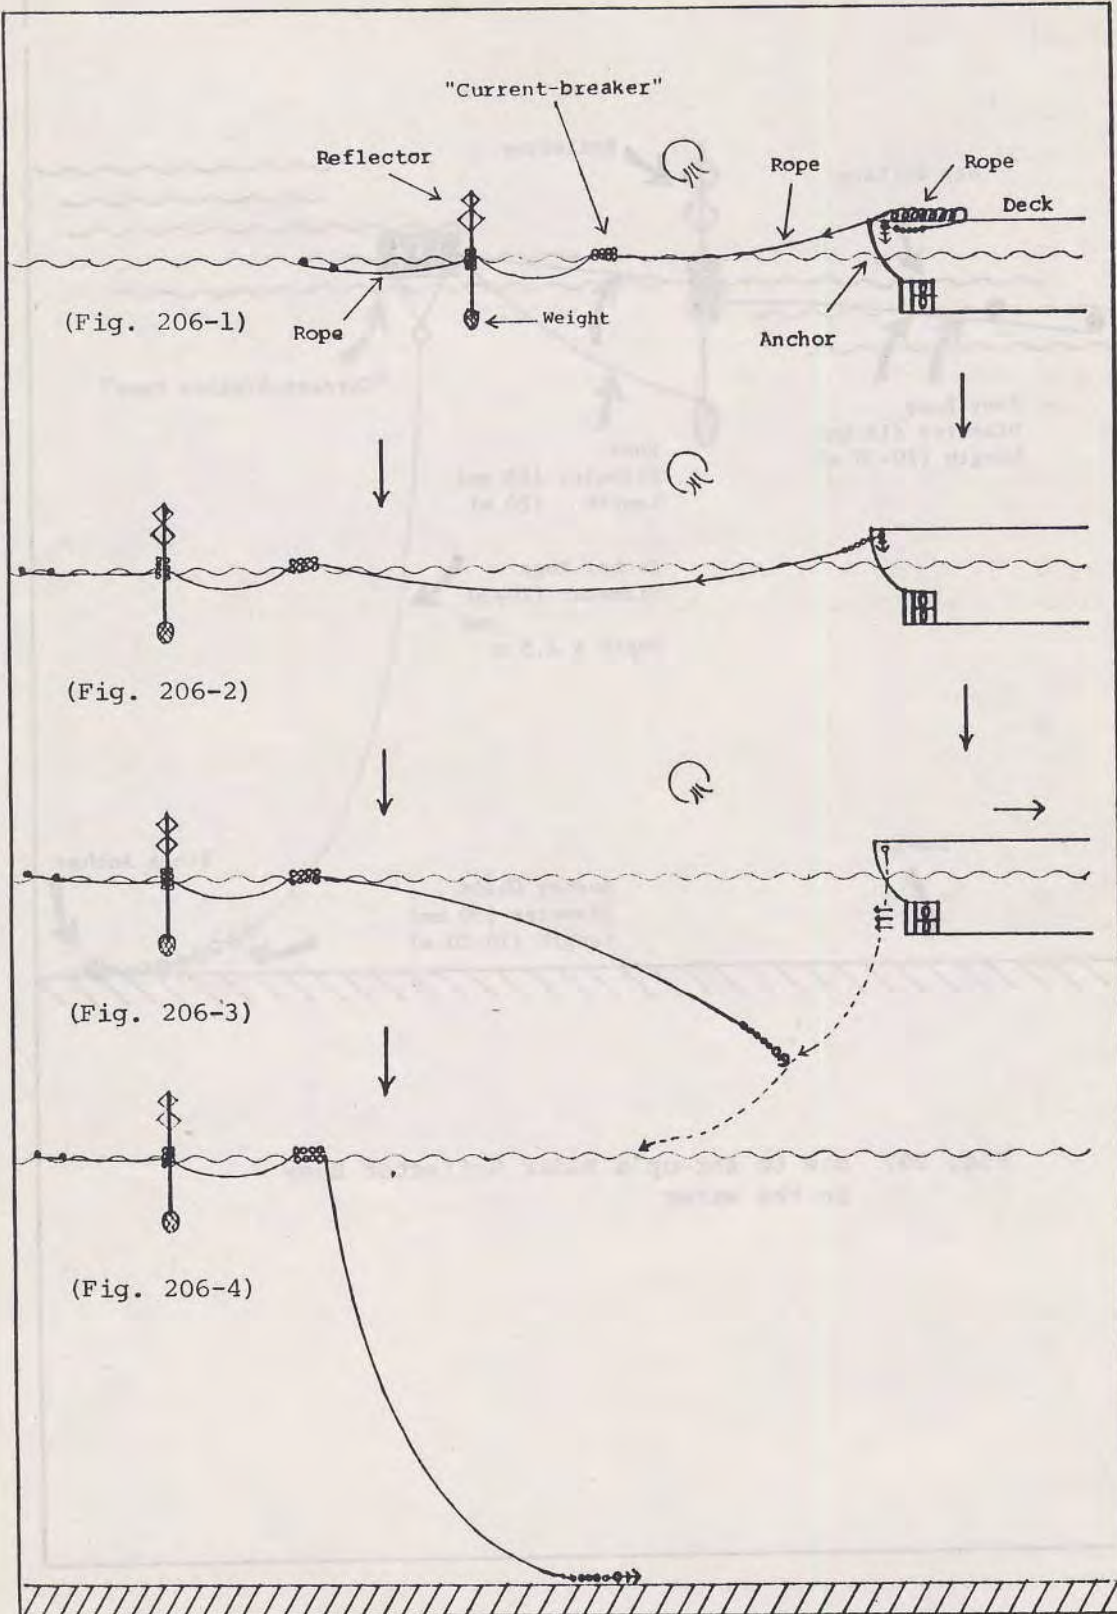 "Current-breaker"
Reflector
Rope
Rope
Deck
(Fig. 206-1)
Rope
Weight
Anchor
(Fig. 206-2)
(Fig. 206-3)
(Fig. 206-4)